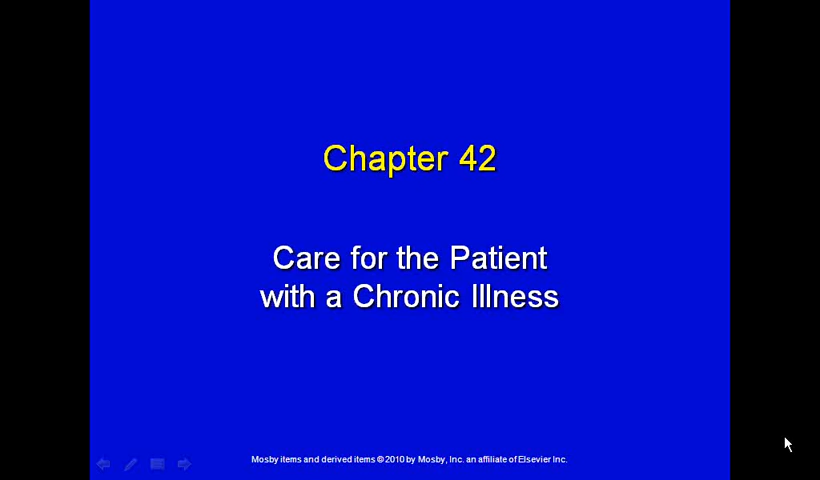 Chapter 42
Care for the Patient
with a Chronic Illness
Mosby items and derived items © 2010 by Mosby, Inc. an affiliate of Elsevier Inc.